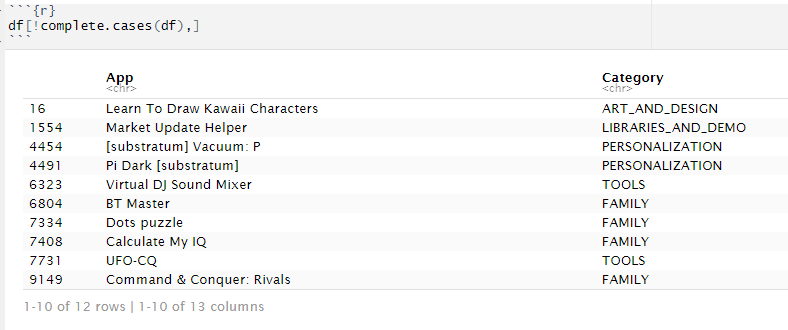 ```{r}
df[!complete.cases(df),]
```
App Category
<chr> <chr>
16 Learn To Draw Kawaii Characters ART_AND_DESIGN
1554 Market Update Helper LIBRARIES_AND_DEMO
4454 [substratum] Vacuum: P PERSONALIZATION
4491 Pi Dark [substratum] PERSONALIZATION
6323 Virtual DJ Sound Mixer TOOLS
6804 BT Master FAMILY
7334 Dots puzzle FAMILY
7408 Calculate My IQ FAMILY
7731 UFO-CQ TOOLS
9149 Command & Conquer: Rivals FAMILY
1-10 of 12 rows | 1-10 of 13 columns